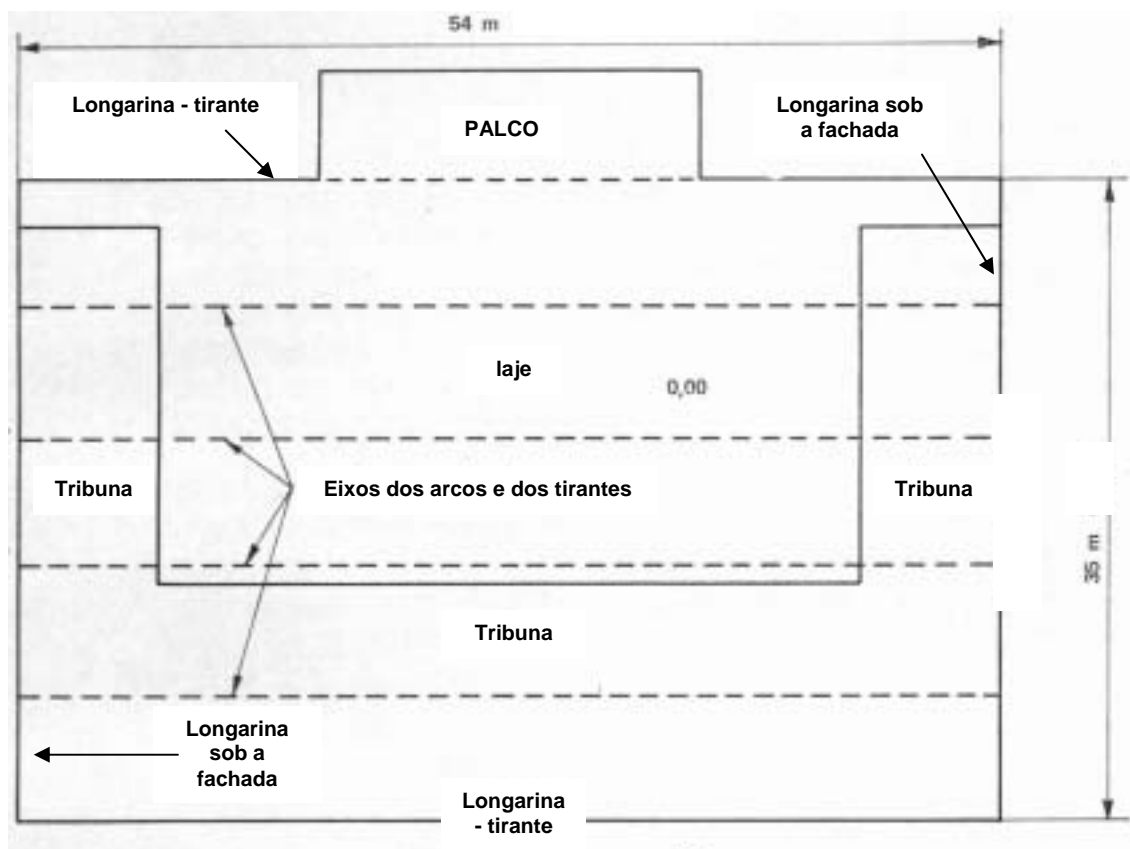 54 m
Longarina - tirante
PALCO
Longarina sob
a fachada
laje
0,00
Tribuna
Eixos dos arcos e dos tirantes
Tribuna
35 m
Tribuna
Longarina
sob a
fachada
Longarina
- tirante